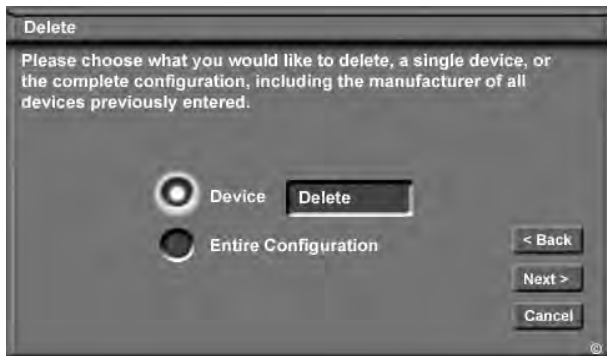 Delete
Please choose what you would like to delete, a single device, or
the complete configuration, including the manufacturer of all
devices previously entered.
Device Delete
Entire Configuration
< Back
Next >
Cancel